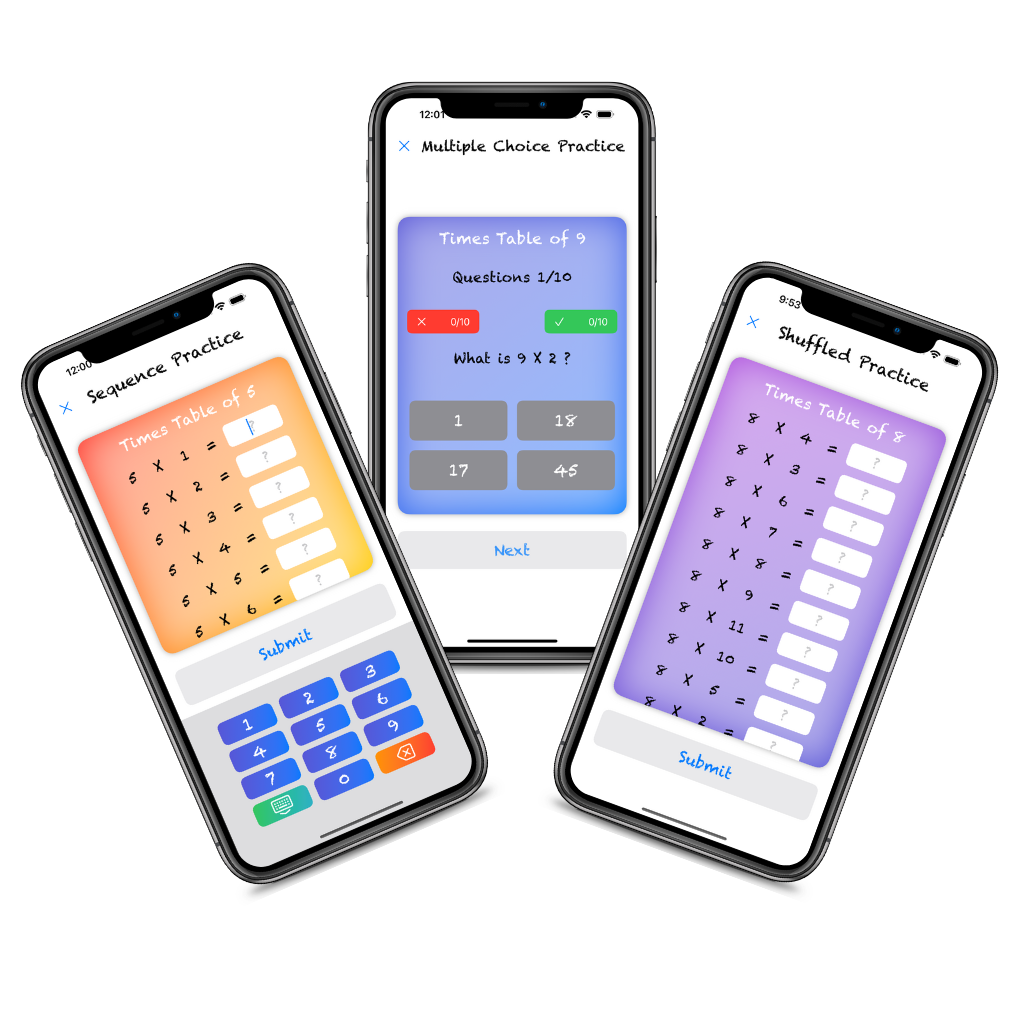 12:00
Sequence Practice
Times Table of 5
5 X 1 = ?
5 X 2 = ?
5 X 3 = ?
5 X 4 = ?
5 X 5 = ?
5 X 6 = ?
Submit
1 2 3
4 5 6
7 8 9
0
12:01
Multiple Choice Practice
Times Table of 9
Questions 1/10
0/10 0/10
What is 9 X 2 ?
1 18
17 45
Next
9:53
Shuffled Practice
Times Table of 8
8 X 4 = ?
8 X 3 = ?
8 X 6 = ?
8 X 7 = ?
8 X 8 = ?
8 X 9 = ?
8 X 11 = ?
8 X 10 = ?
8 X 5 = ?
8 X 2 = ?
Submit